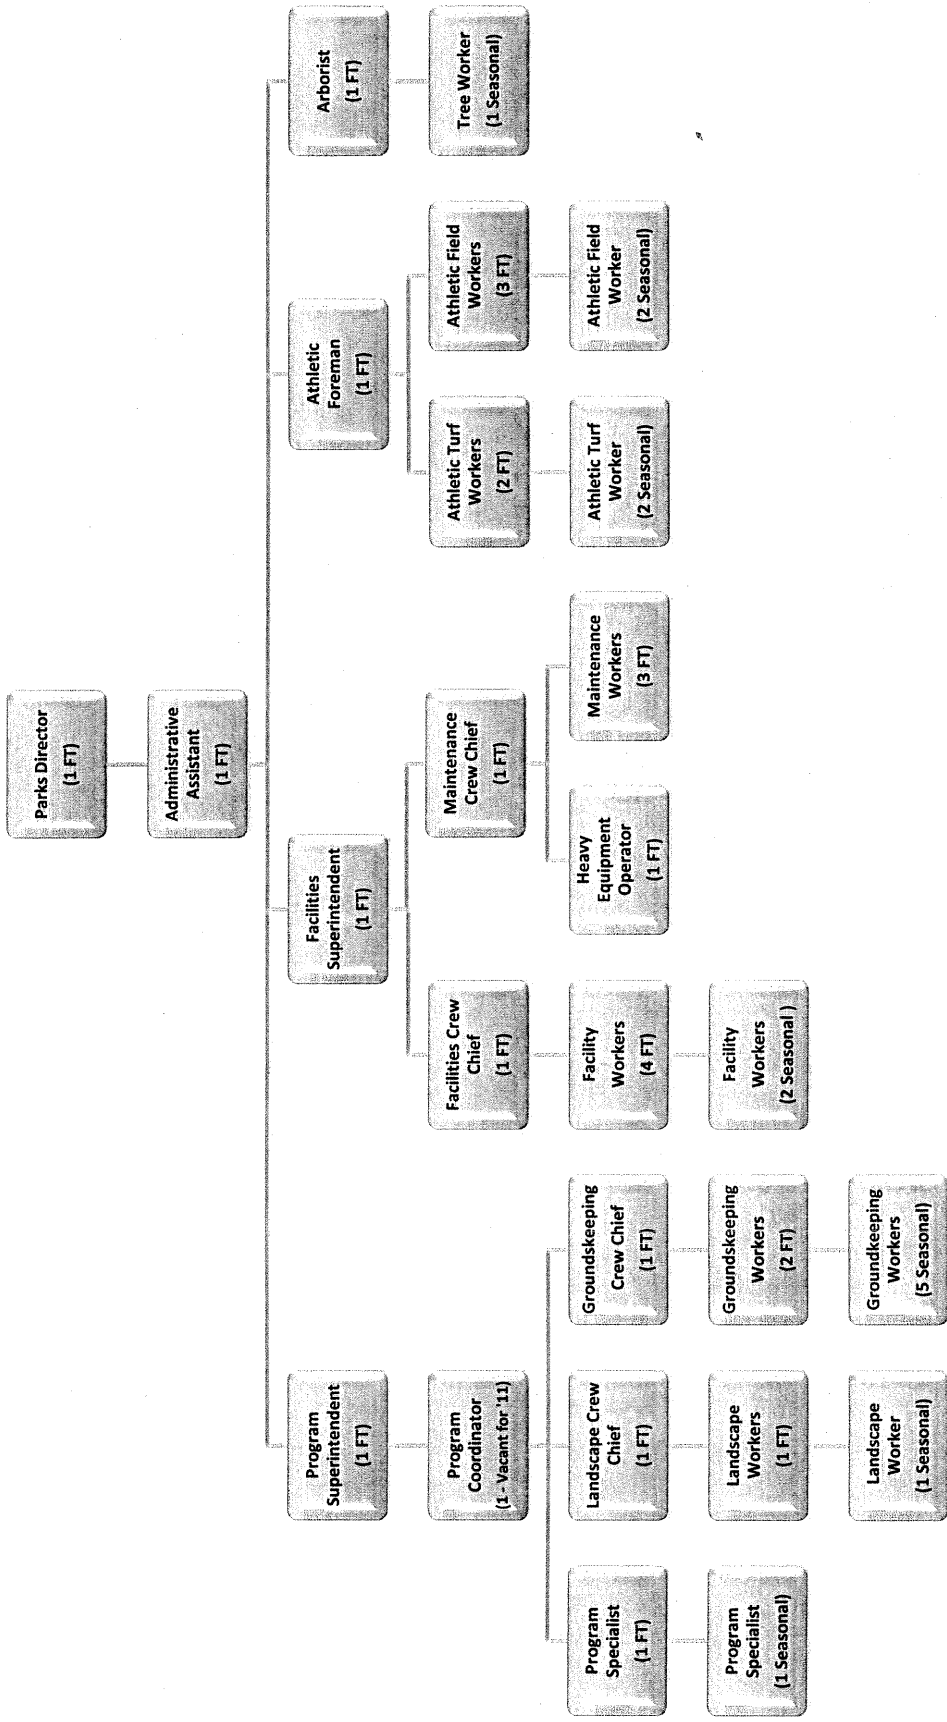 Parks Director
(1 FT)
Administrative
Assistant
(1 FT)
Program
Superintendent
(1 FT)
Facilities
Superintendent
(1 FT)
Athletic
Foreman
(1 FT)
Arborist
(1 FT)
Program
Coordinator
(1 - Vacant for '11)
Facilities Crew
Chief
(1 FT)
Maintenance
Crew Chief
(1 FT)
Athletic Turf
Workers
(2 FT)
Athletic Field
Workers
(3 FT)
Tree Worker
(1 Seasonal)
Program
Specialist
(1 FT)
Landscape Crew
Chief
(1 FT)
Groundskeeping
Crew Chief
(1 FT)
Facility
Workers
(4 FT)
Heavy
Equipment
Operator
(1 FT)
Maintenance
Workers
(3 FT)
Athletic Turf
Worker
(2 Seasonal)
Athletic Field
Worker
(2 Seasonal)
Program
Specialist
(1 Seasonal)
Landscape
Workers
(1 FT)
Groundskeeping
Workers
(2 FT)
Facility
Workers
(2 Seasonal )
Landscape
Worker
(1 Seasonal)
Groundkeeping
Workers
(5 Seasonal)